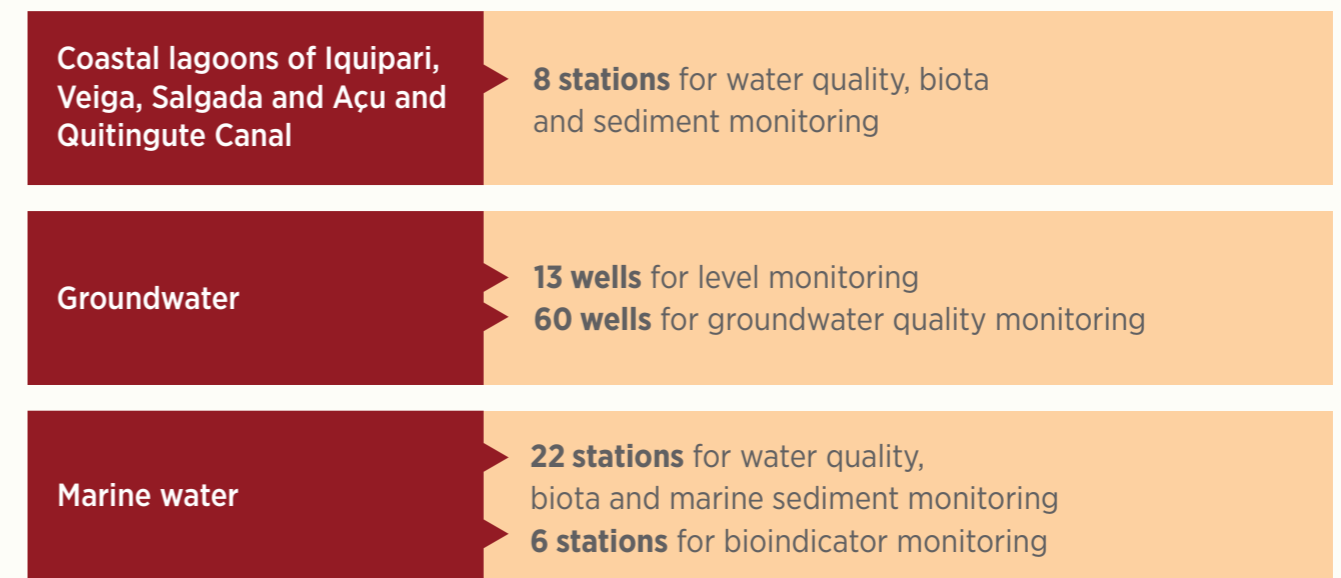 Coastal lagoons of Iquipari,
Veiga, Salgada and Açu and
Quitingute Canal
8 stations for water quality, biota
and sediment monitoring
Groundwater
13 wells for level monitoring
60 wells for groundwater quality monitoring
Marine water
22 stations for water quality,
biota and marine sediment monitoring
6 stations for bioindicator monitoring